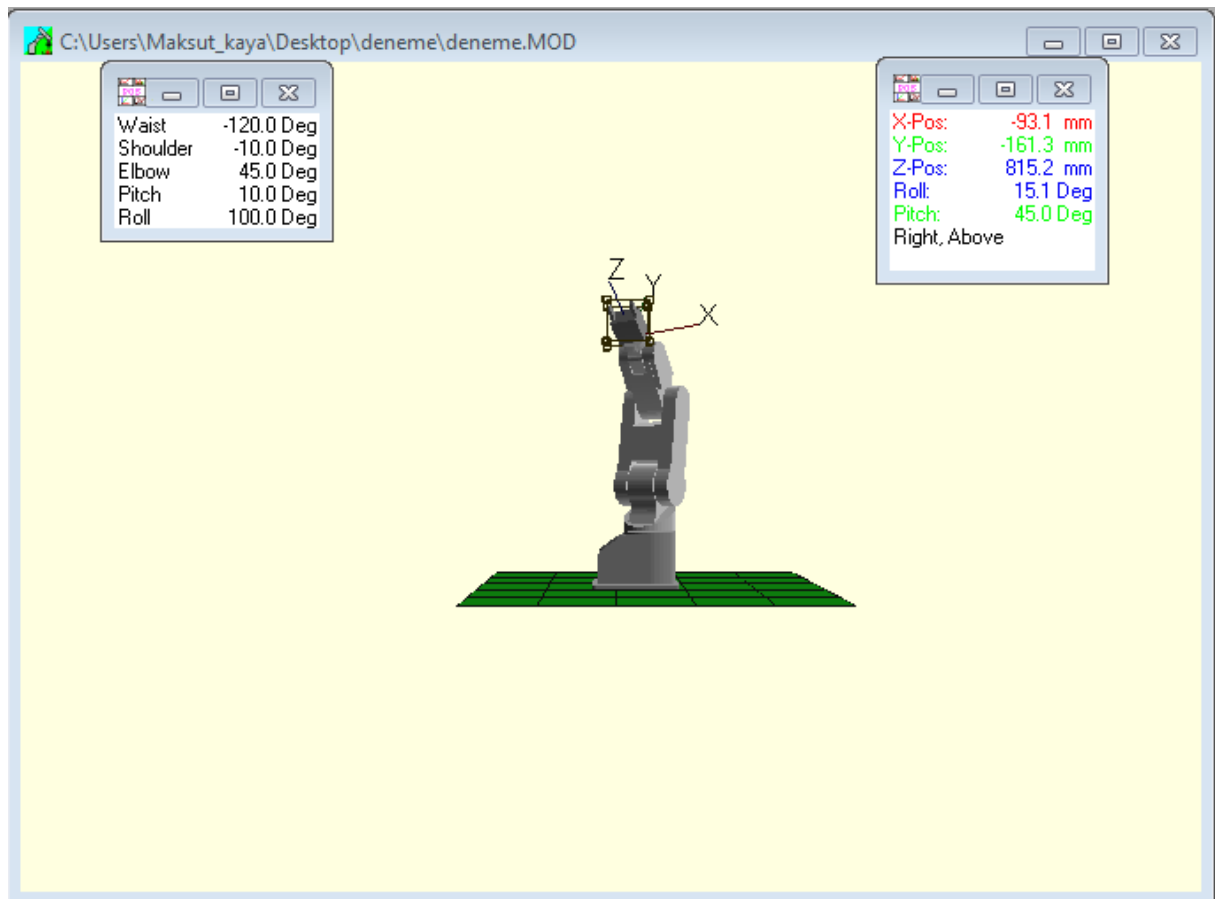 C:\Users\Maksut_kaya\Desktop\deneme\deneme.MOD
Waist -120.0 Deg
Shoulder -10.0 Deg
Elbow 45.0 Deg
Pitch 10.0 Deg
Roll 100.0 Deg
X-Pos: -93.1 mm
Y-Pos: -161.3 mm
Z-Pos: 815.2 mm
Roll: 15.1 Deg
Pitch: 45.0 Deg
Right, Above
Z
Y
X